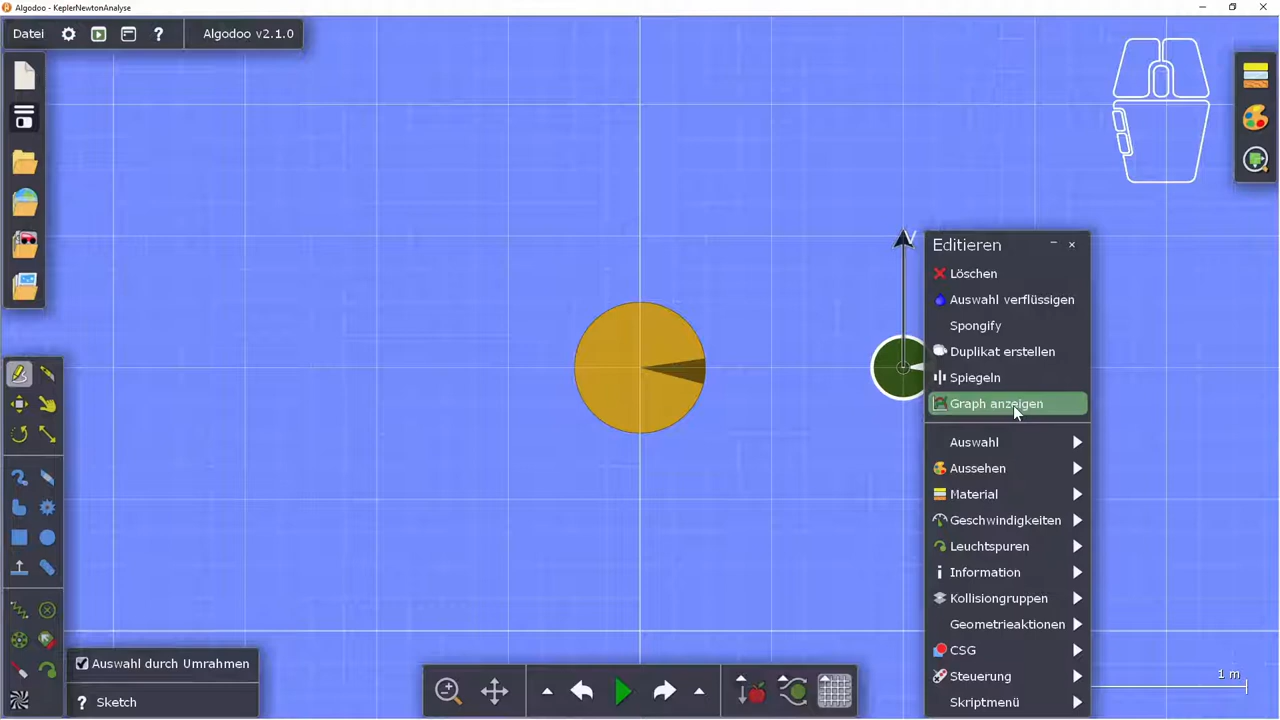 Algodoo - KeplerNewtonAnalyse
Datei
?
Algodoo v2.1.0
v
Editieren
Löschen
Auswahl verflüssigen
Spongify
Duplikat erstellen
Spiegeln
Graph anzeigen
Auswahl
Aussehen
Material
Geschwindigkeiten
Leuchtspuren
Information
Kollisiongruppen
Geometrieaktionen
CSG
Steuerung
Skriptmenü
Auswahl durch Umrahmen
? Sketch
1 m